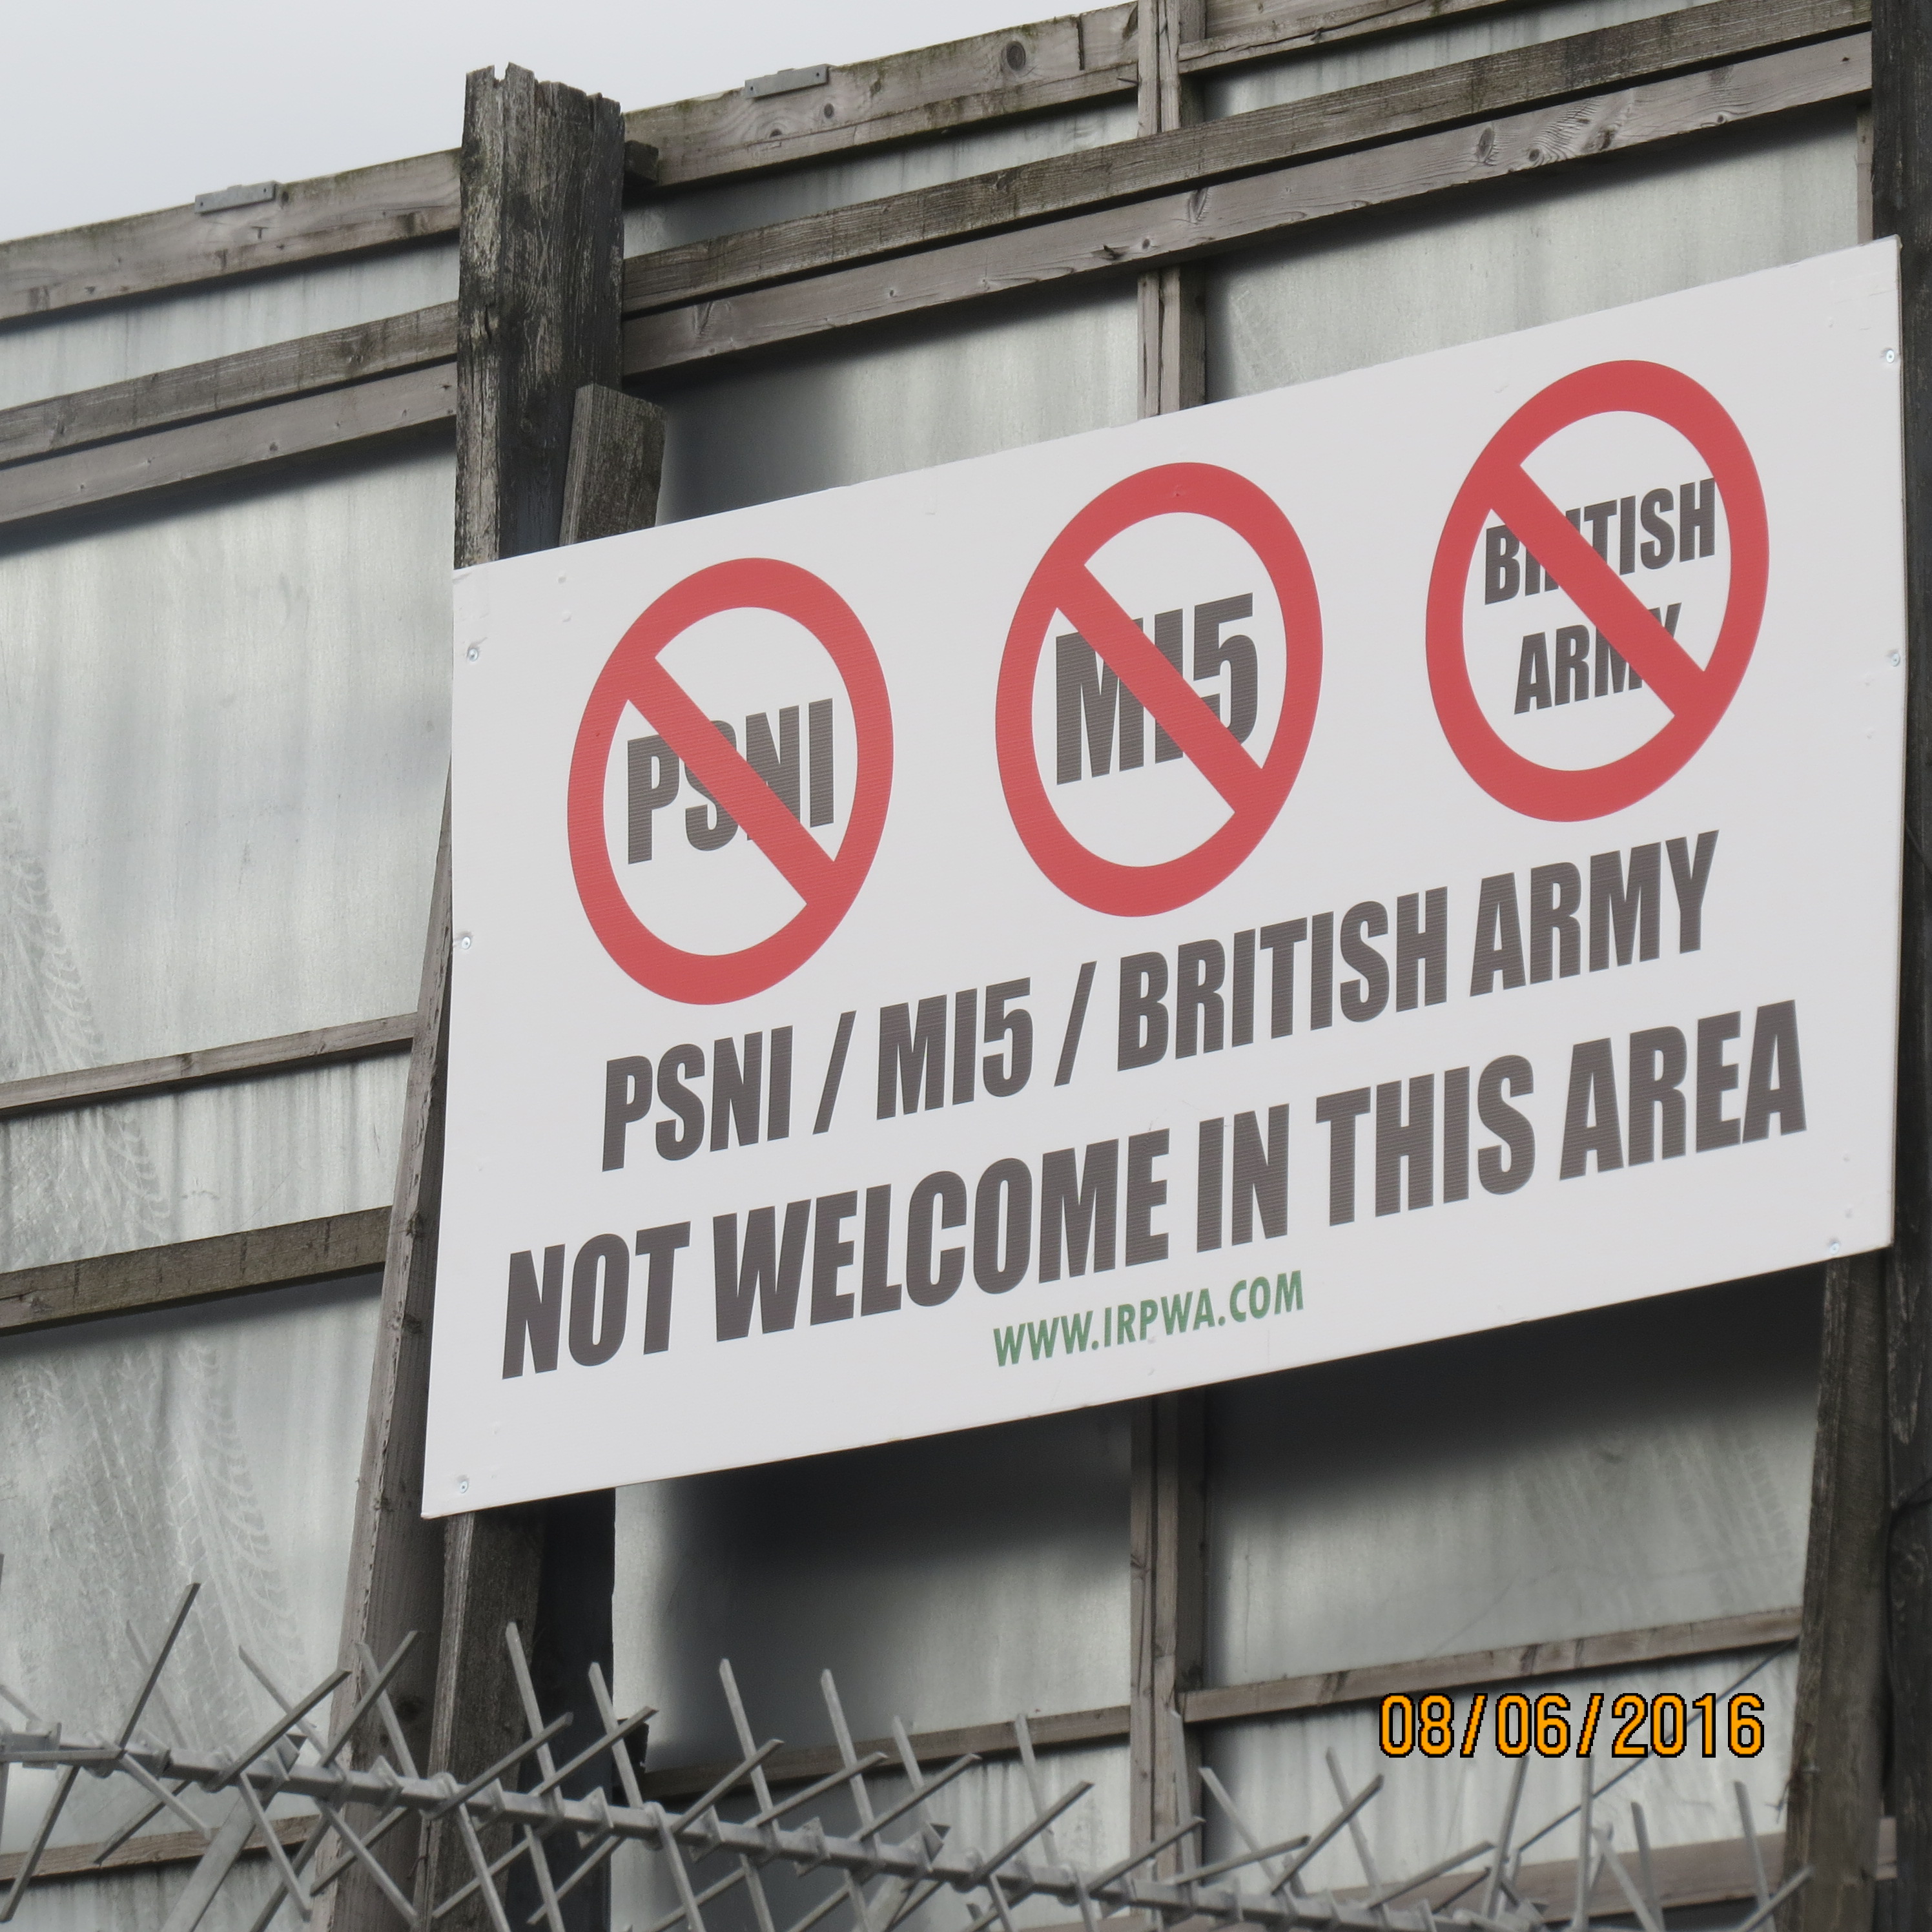 PSNI
MI5
BRITISH
ARMY
PSNI / MI5 / BRITISH ARMY
NOT WELCOME IN THIS AREA
WWW.IRPWA.COM
08/06/2016